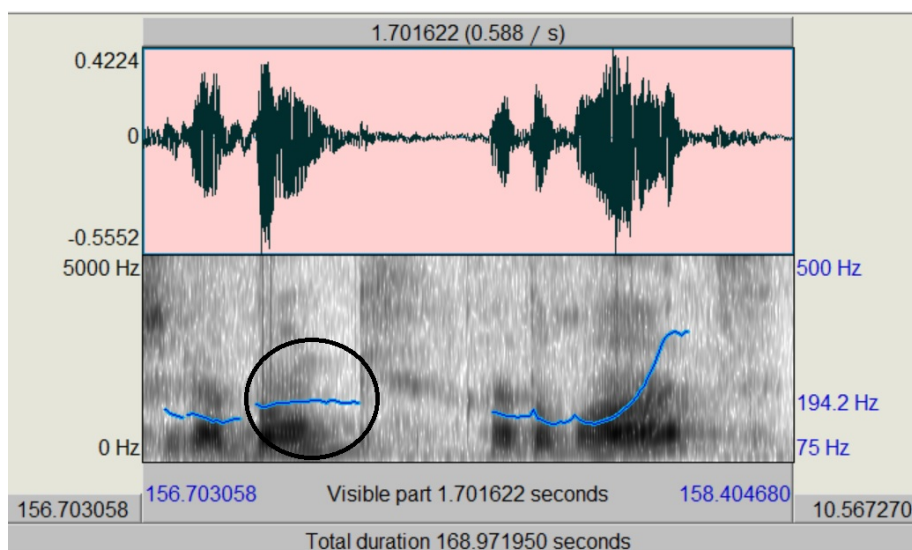 1.701622 (0.588 / s)
0.4224
0
-0.5552
5000 Hz 500 Hz
194.2 Hz
0 Hz 75 Hz
156.703058 Visible part 1.701622 seconds 158.404680
156.703058 10.567270
Total duration 168.971950 seconds